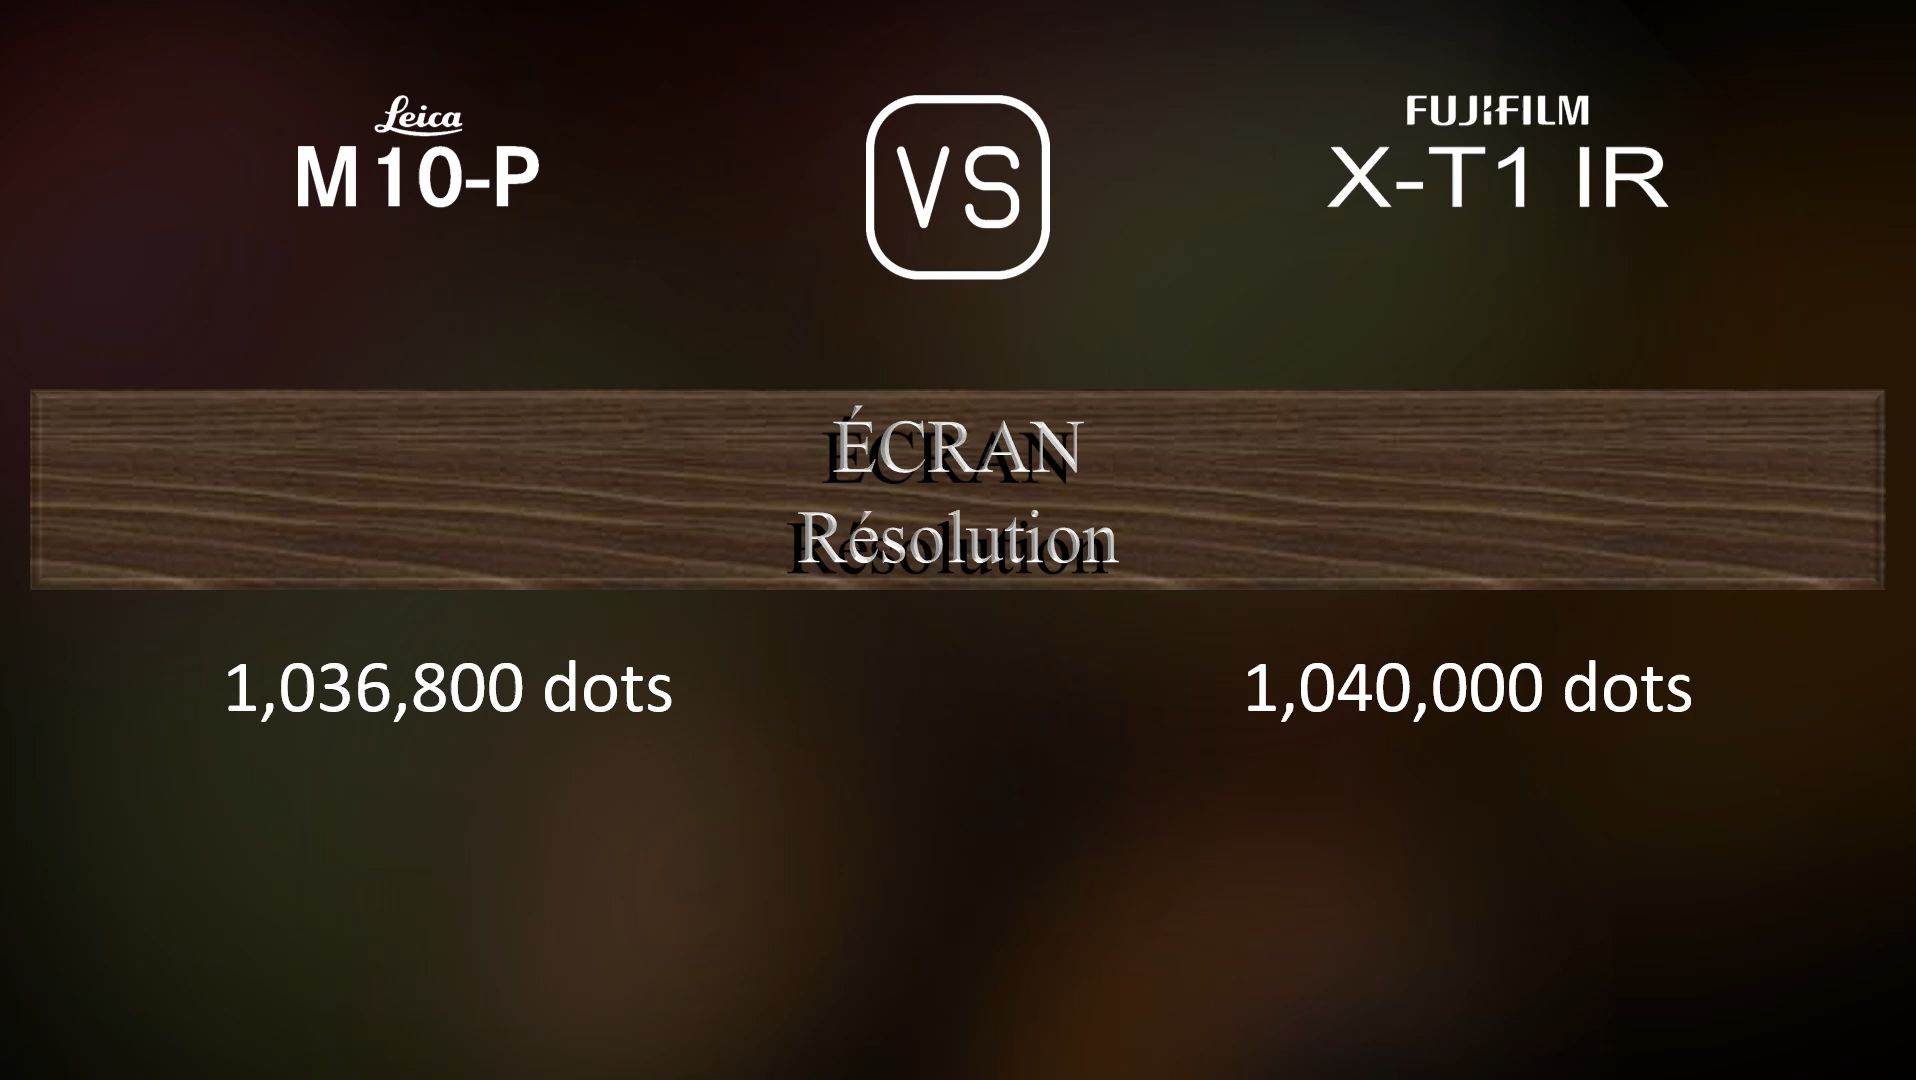 Leica
M10-P
VS
FUJIFILM
X-T1 IR
ÉCRAN
Résolution
1,036,800 dots
1,040,000 dots